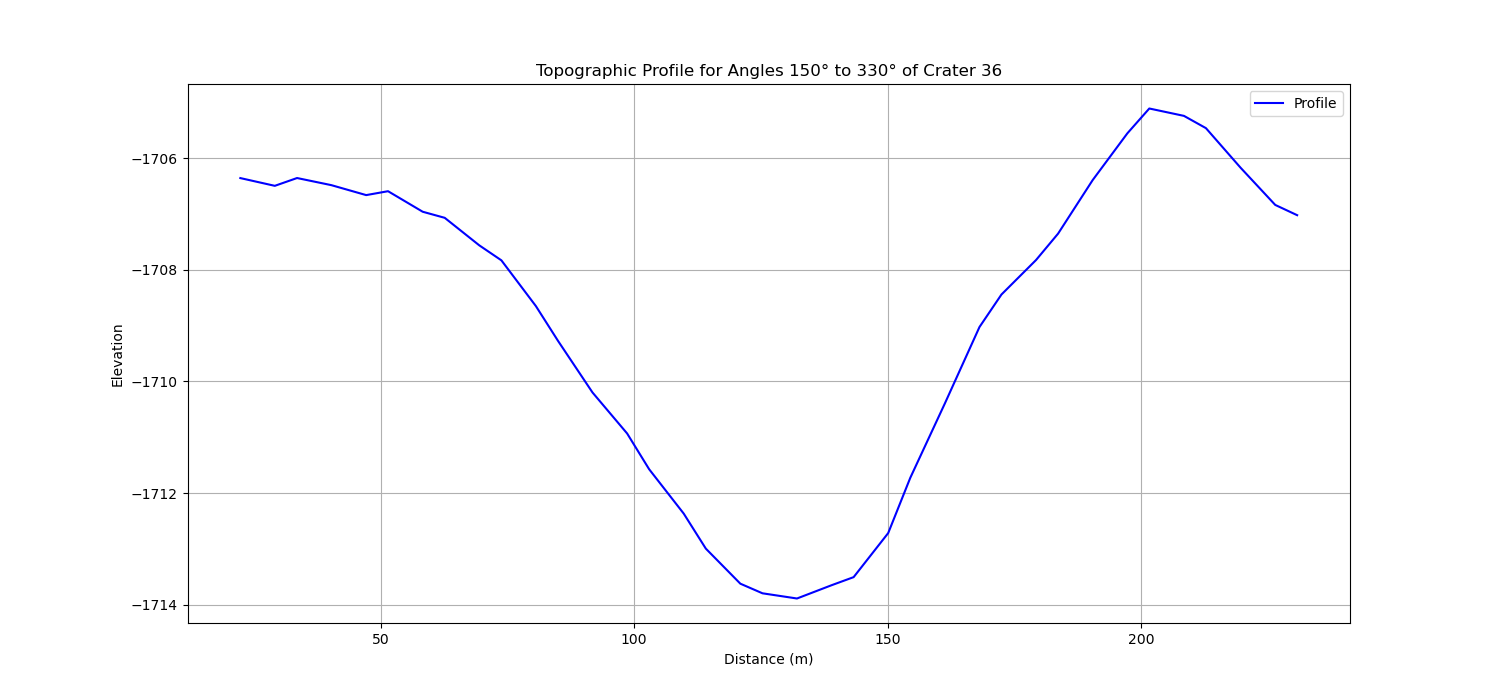 Topographic Profile for Angles 150° to 330° of Crater 36
Profile
−1706
−1708
−1710
−1712
−1714
Elevation
50
100
150
200
Distance (m)